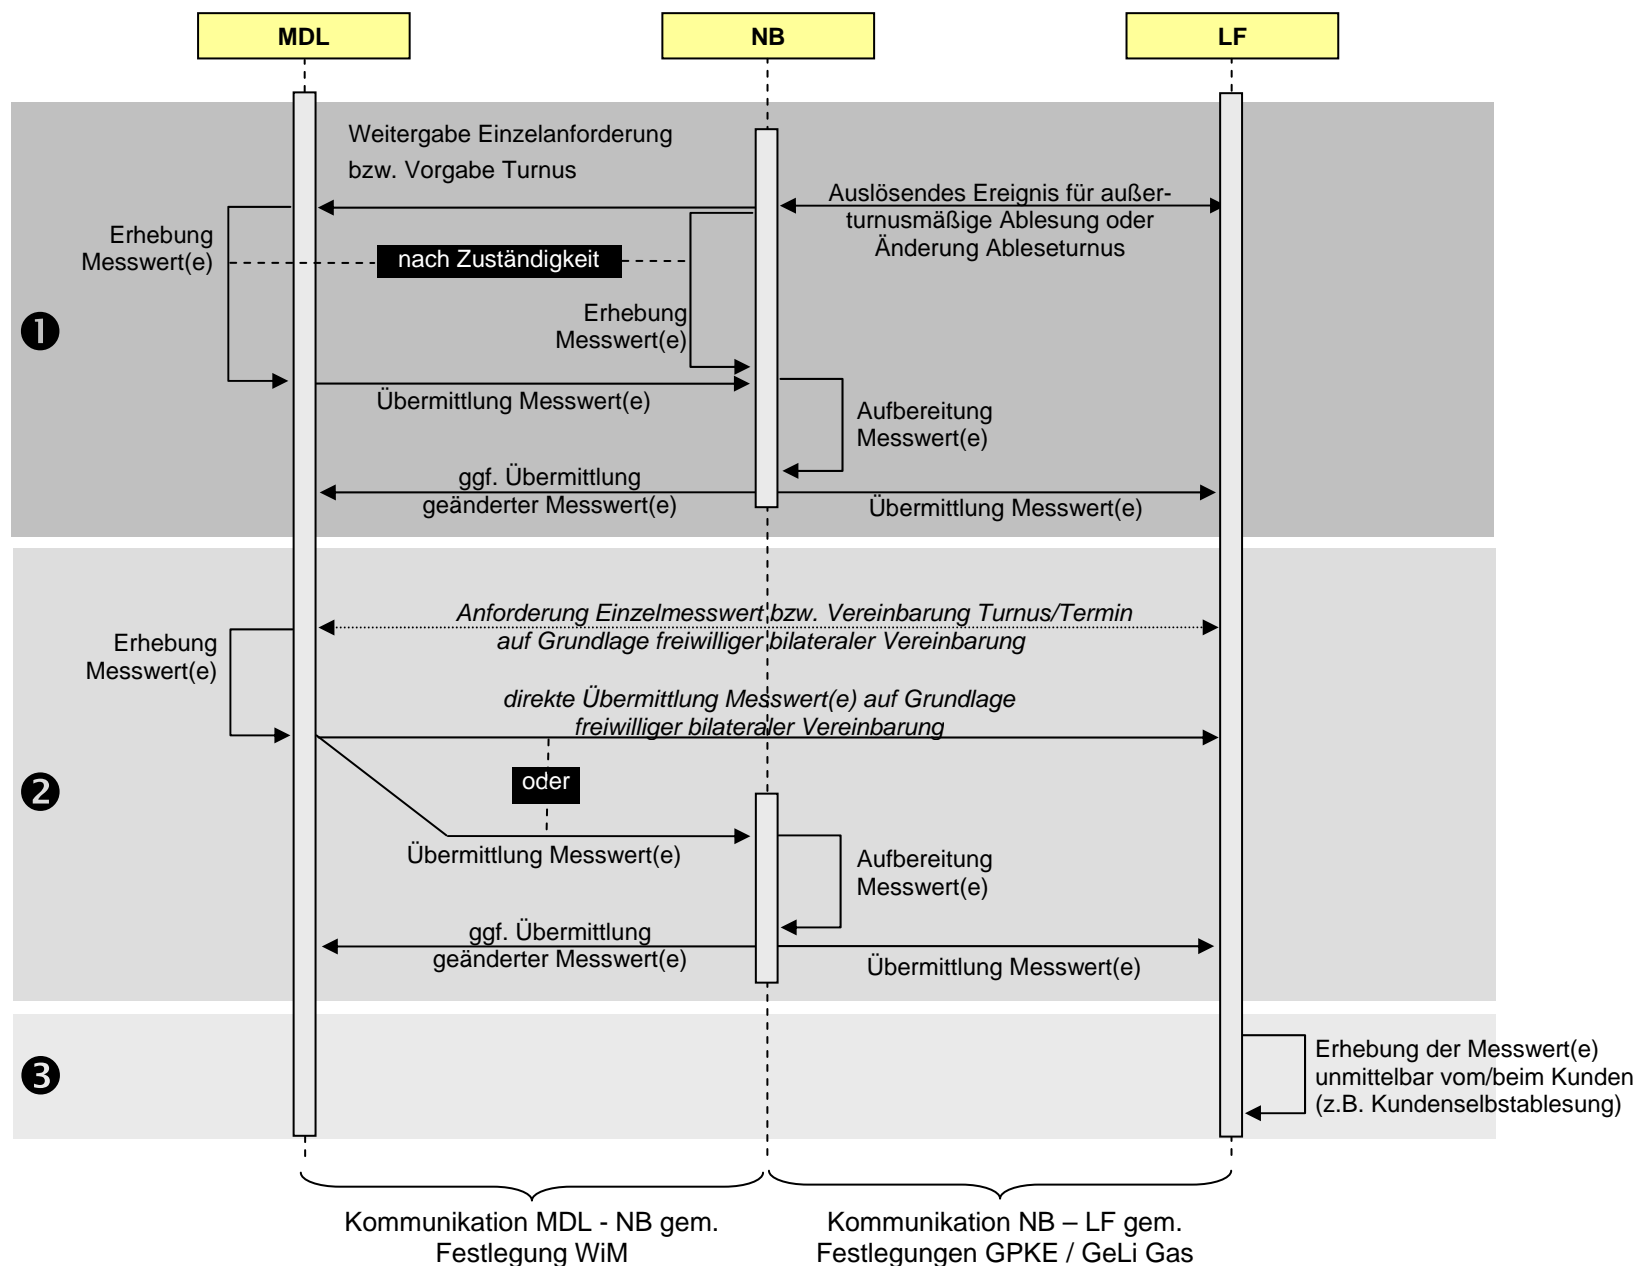 MDL
NB
LF
Weitergabe Einzelanforderung
bzw. Vorgabe Turnus
Auslösendes Ereignis für außer-
turnusmäßige Ablesung oder
Änderung Ableseturnus
Erhebung
Messwert(e)
nach Zuständigkeit
Erhebung
Messwert(e)
❶
Übermittlung Messwert(e)
Aufbereitung
Messwert(e)
ggf. Übermittlung
geänderter Messwert(e)
Übermittlung Messwert(e)
Anforderung Einzelmesswert bzw. Vereinbarung Turnus/Termin
auf Grundlage freiwilliger bilateraler Vereinbarung
Erhebung
Messwert(e)
direkte Übermittlung Messwert(e) auf Grundlage
freiwilliger bilateraler Vereinbarung
oder
❷
Übermittlung Messwert(e)
Aufbereitung
Messwert(e)
ggf. Übermittlung
geänderter Messwert(e)
Übermittlung Messwert(e)
❸
Erhebung der Messwert(e)
unmittelbar vom/beim Kunden
(z.B. Kundenselbstablesung)
Kommunikation MDL - NB gem.
Festlegung WiM
Kommunikation NB – LF gem.
Festlegungen GPKE / GeLi Gas